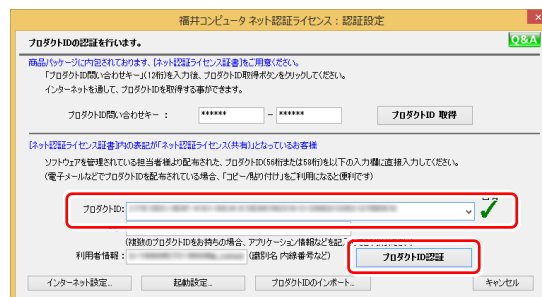 福井コンピュータ ネット認証ライセンス：認証設定
プロダクトIDの認証を行います。
Q&A
商品パッケージに内包されております、[ネット認証ライセンス証書]をご用意ください。
「プロダクトID問い合わせキー」(12桁)を入力後、プロダクトID取得ボタンをクリックしてください。
インターネットを通して、プロダクトIDを取得する事ができます。
プロダクトID問い合わせキー： ****** － ****** プロダクトID 取得
[ネット認証ライセンス証書]内の表記が「ネット認証ライセンス(共有)」となっているお客様
ソフトウェアを管理されている担当者様より配布された、プロダクトID(56桁または58桁)を以下の入力欄に直接入力してください。
(電子メールなどでプロダクトIDを配布されている場合、「コピー/貼り付け」をご利用になると便利です)
プロダクトID:
(複数のプロダクトIDをお持ちの場合、アプリケーション情報などを記
利用者情報： (識別名 内線番号など) プロダクトID認証
インターネット設定... 起動設定... プロダクトIDのインポート... キャンセル